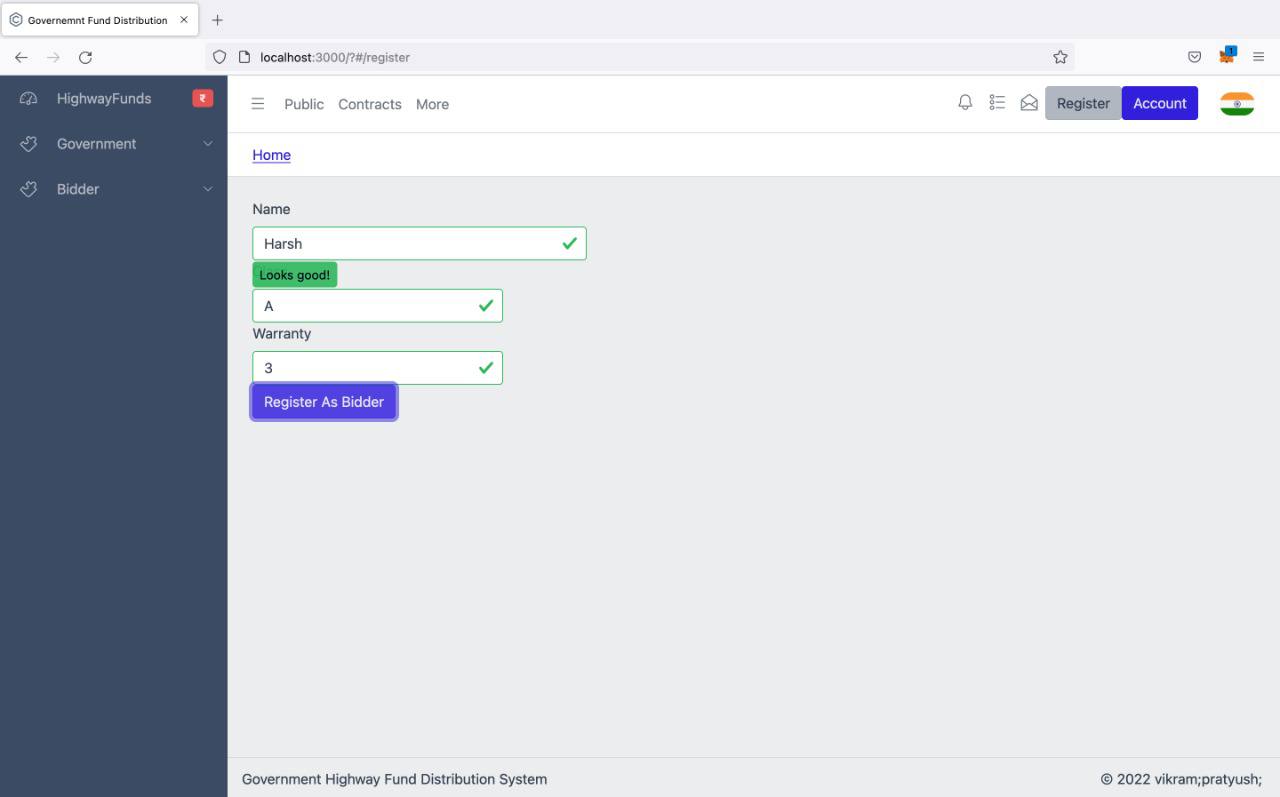 Governemnt Fund Distribution
localhost:3000/?#/register
1
HighwayFunds ₹
Government
Bidder
Public Contracts More
Register Account
Home
Name
Harsh
Looks good!
A
Warranty
3
Register As Bidder
Government Highway Fund Distribution System
© 2022 vikram;pratyush;